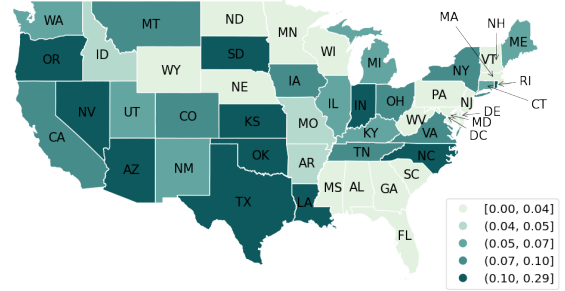 MA
NH
WA
MT
ND
MN
VT
ME
OR
ID
SD
WI
MI
NY
WY
IA
RI
NE
PA
CT
NV
UT
CO
IL
IN
OH
NJ
DE
CA
KS
MO
KY
WV
VA
MD
DC
AZ
NM
OK
AR
TN
NC
TX
LA
MS
AL
GA
SC
FL
[0.00, 0.04]
(0.04, 0.05]
(0.05, 0.07]
(0.07, 0.10]
(0.10, 0.29]